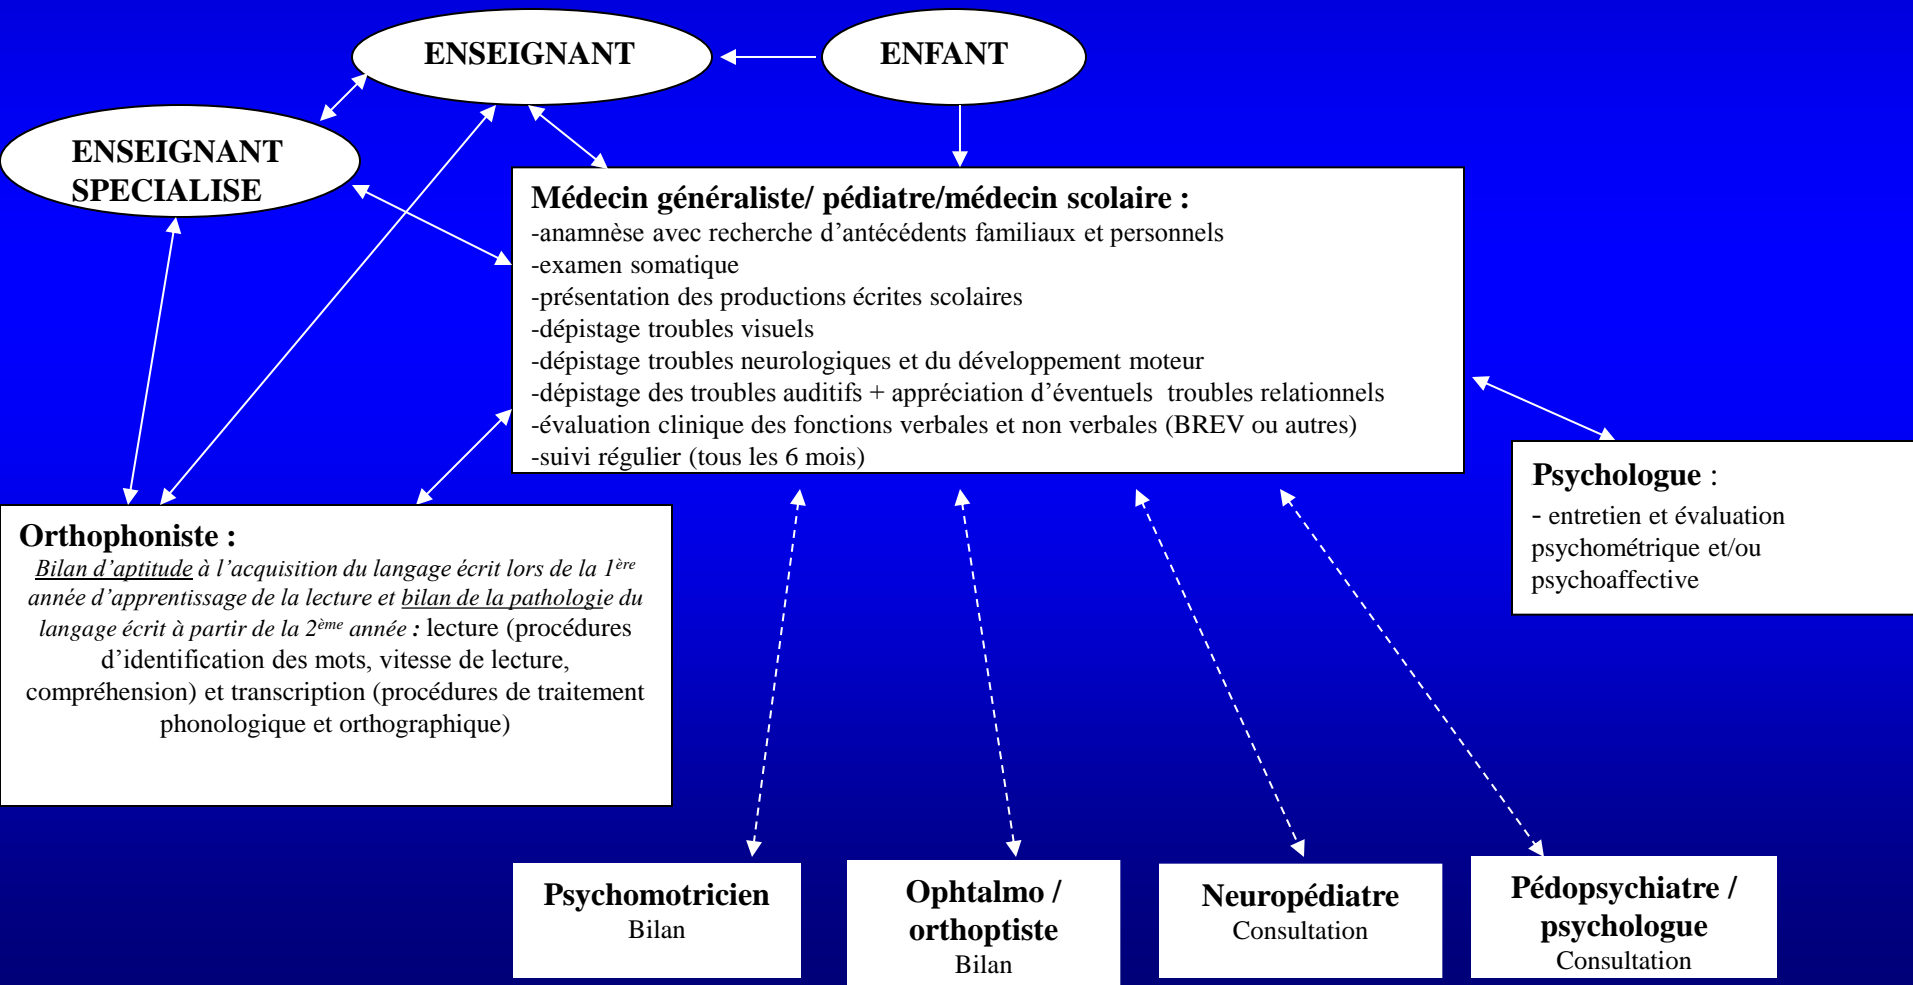 ENSEIGNANT
ENFANT
ENSEIGNANT
SPECIALISE
Médecin généraliste/ pédiatre/médecin scolaire :
-anamnèse avec recherche d’antécédents familiaux et personnels
-examen somatique
-présentation des productions écrites scolaires
-dépistage troubles visuels
-dépistage troubles neurologiques et du développement moteur
-dépistage des troubles auditifs + appréciation d’éventuels troubles relationnels
-évaluation clinique des fonctions verbales et non verbales (BREV ou autres)
-suivi régulier (tous les 6 mois)
Psychologue :
- entretien et évaluation
psychométrique et/ou
psychoaffective
Orthophoniste :
Bilan d’aptitude à l’acquisition du langage écrit lors de la 1ère
année d’apprentissage de la lecture et bilan de la pathologie du
langage écrit à partir de la 2ème année : lecture (procédures
d’identification des mots, vitesse de lecture,
compréhension) et transcription (procédures de traitement
phonologique et orthographique)
Psychomotricien
Bilan
Ophtalmo /
orthoptiste
Bilan
Neuropédiatre
Consultation
Pédopsychiatre /
psychologue
Consultation